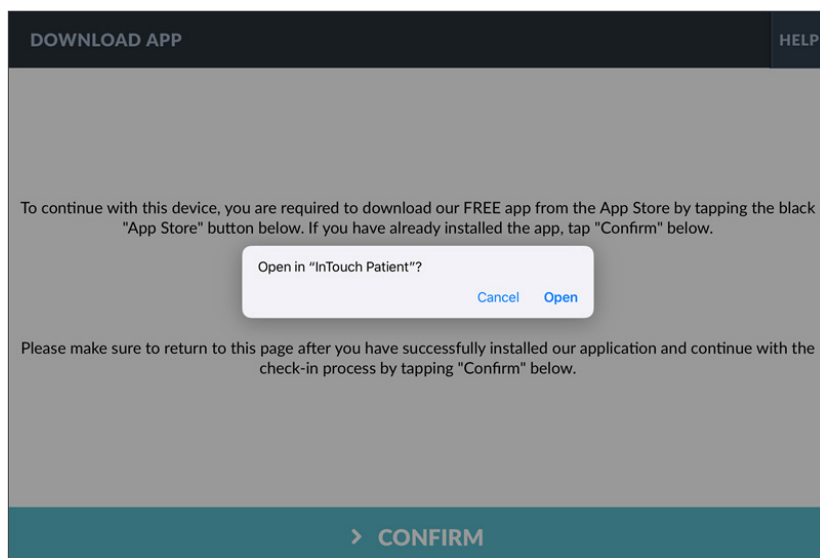 DOWNLOAD APP
HELP
To continue with this device, you are required to download our FREE app from the App Store by tapping the black
"App Store" button below. If you have already installed the app, tap "Confirm" below.
Open in “InTouch Patient”?
Cancel Open
Please make sure to return to this page after you have successfully installed our application and continue with the
check-in process by tapping "Confirm" below.
> CONFIRM